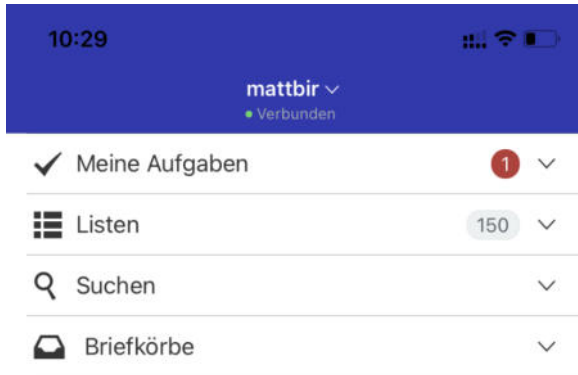 10:29
mattbir
Verbunden
Meine Aufgaben 1
Listen 150
Suchen
Briefkörbe